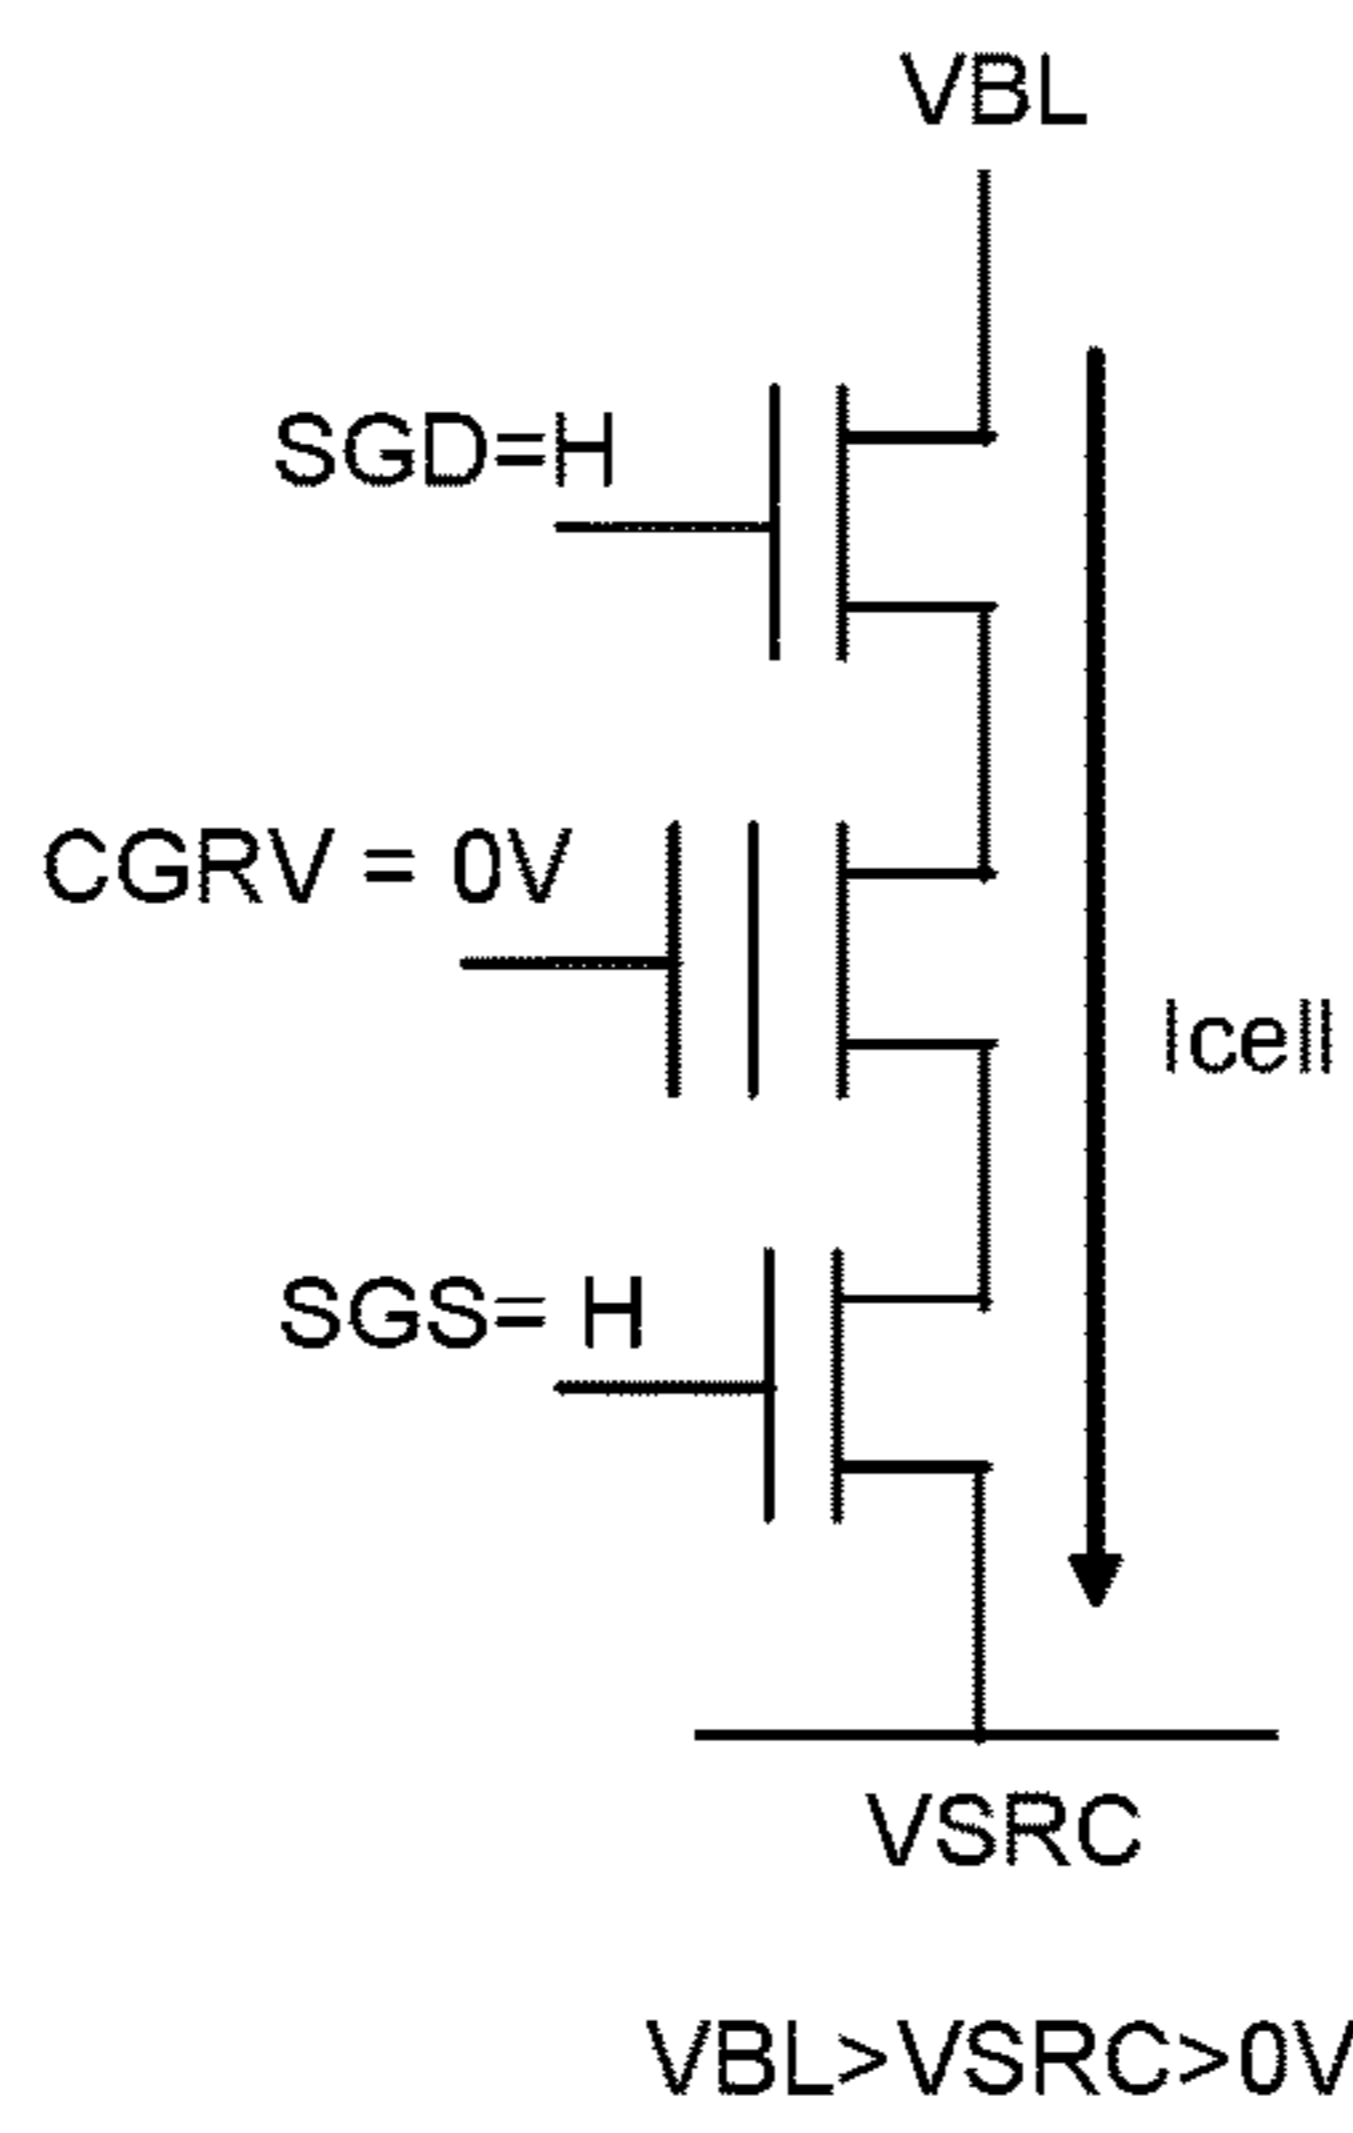 VBL
SGD=H
CGRV = 0V
Icell
SGS= H
VSRC
VBL>VSRC>0V